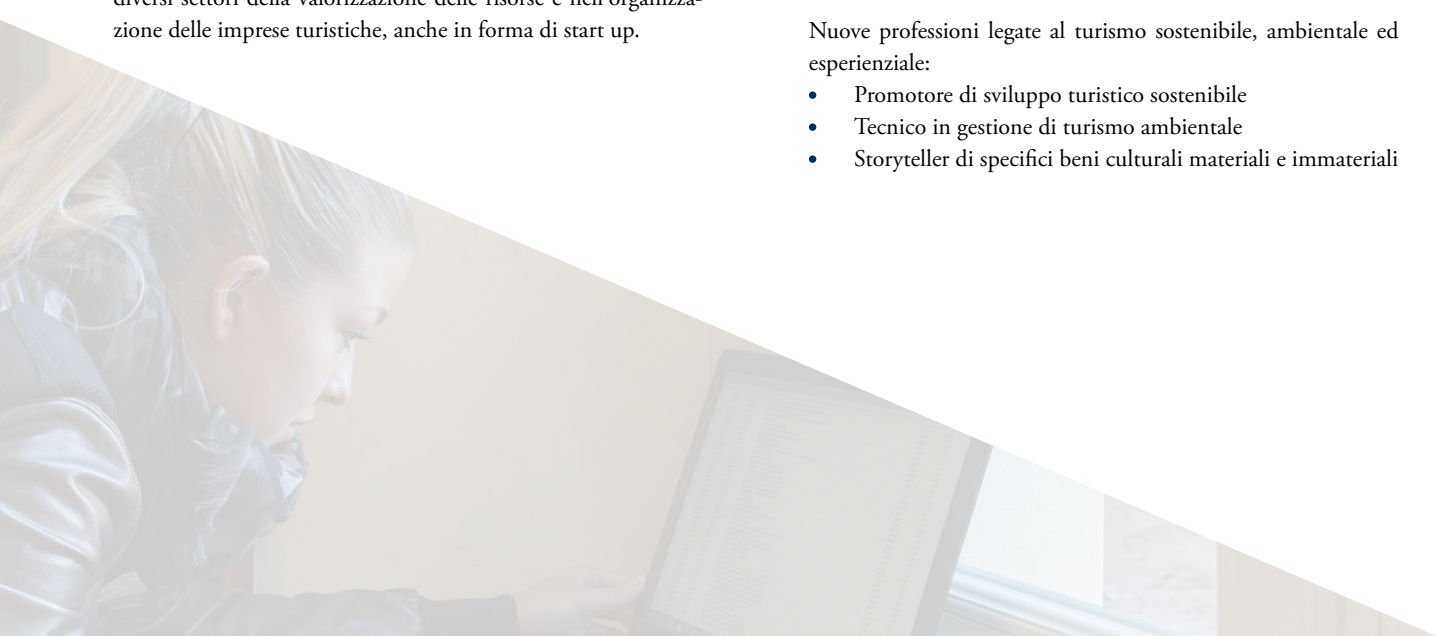 diversi settori della valorizzazione delle risorse e nell'organizza-
zione delle imprese turistiche, anche in forma di start up.
Nuove professioni legate al turismo sostenibile, ambientale ed
esperienziale:
• Promotore di sviluppo turistico sostenibile
• Tecnico in gestione di turismo ambientale
• Storyteller di specifici beni culturali materiali e immateriali